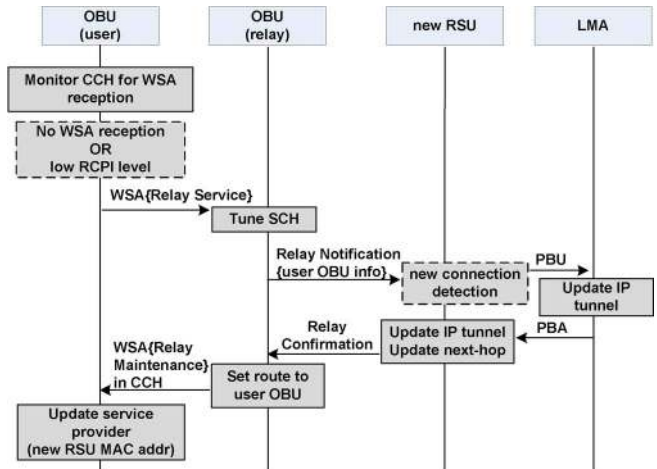 OBU
(user)
OBU
(relay)
new RSU
LMA
Monitor CCH for WSA
reception
No WSA reception
OR
low RCPI level
WSA{Relay Service}
Tune SCH
Relay Notification
{user OBU info}
new connection
detection
PBU
Update IP
tunnel
PBA
Update IP tunnel
Update next-hop
Relay
Confirmation
Set route to
user OBU
WSA{Relay
Maintenance}
in CCH
Update service
provider
(new RSU MAC addr)